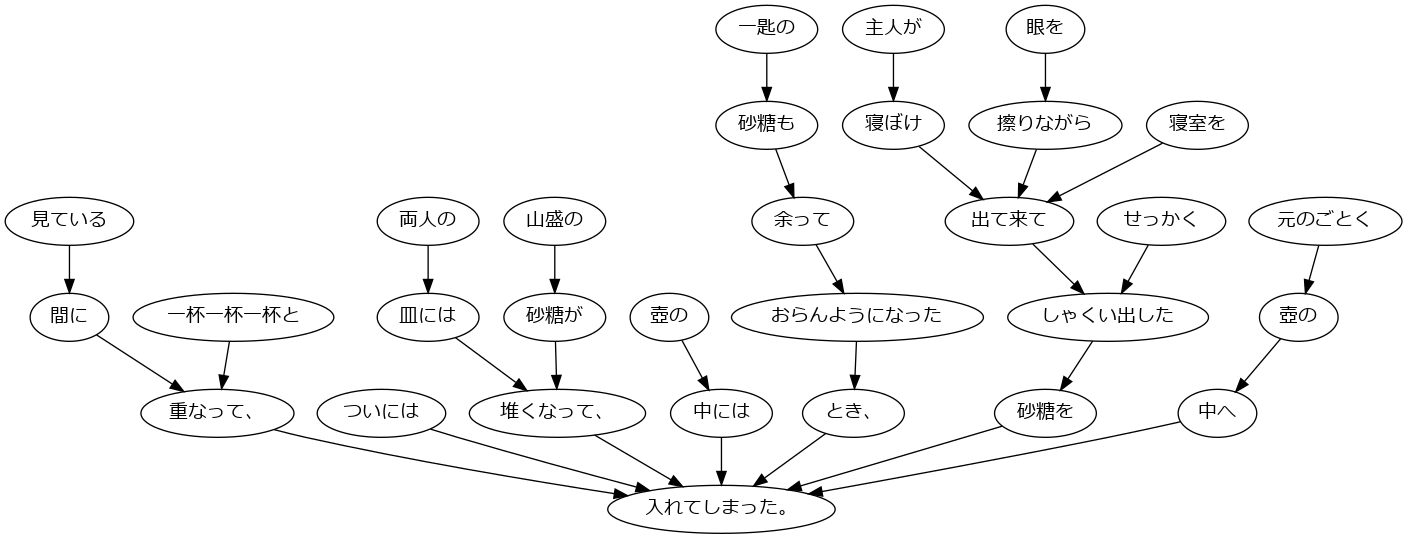 一匙の
主人が
眼を
砂糖も
寝ぼけ
擦りながら
寝室を
見ている
両人の
山盛の
余って
出て来て
せっかく
元のごとく
間に
一杯一杯一杯と
皿には
砂糖が
壺の
おらんようになった
しゃくい出した
壺の
重なって、
ついには
堆くなって、
中には
とき、
砂糖を
中へ
入れてしまった。